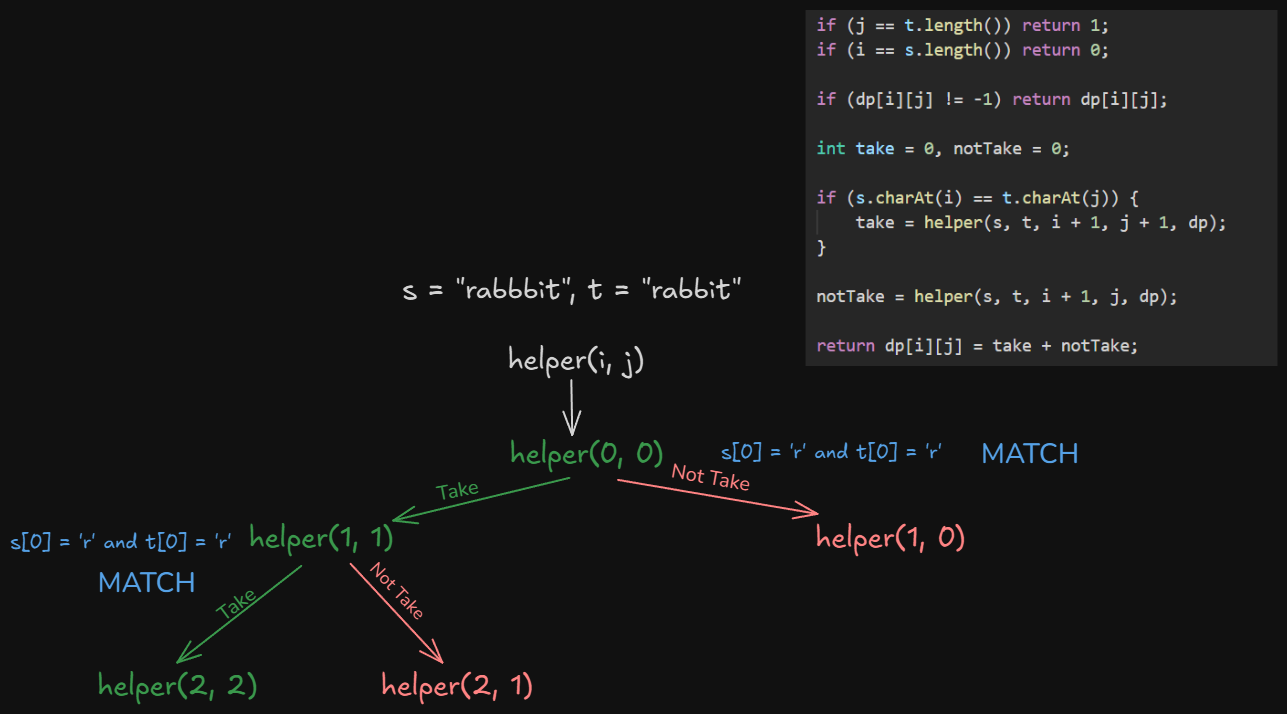 if (j == t.length()) return 1;
if (i == s.length()) return 0;
if (dp[i][j] != -1) return dp[i][j];
int take = 0, notTake = 0;
if (s.charAt(i) == t.charAt(j)) {
take = helper(s, t, i + 1, j + 1, dp);
}
notTake = helper(s, t, i + 1, j, dp);
return dp[i][j] = take + notTake;
s = "rabbbit", t = "rabbit"
helper(i, j)
helper(0, 0)
s[0] = 'r' and t[0] = 'r'
MATCH
Take
Not Take
s[0] = 'r' and t[0] = 'r'
MATCH
helper(1, 1)
helper(1, 0)
Take
Not Take
helper(2, 2)
helper(2, 1)